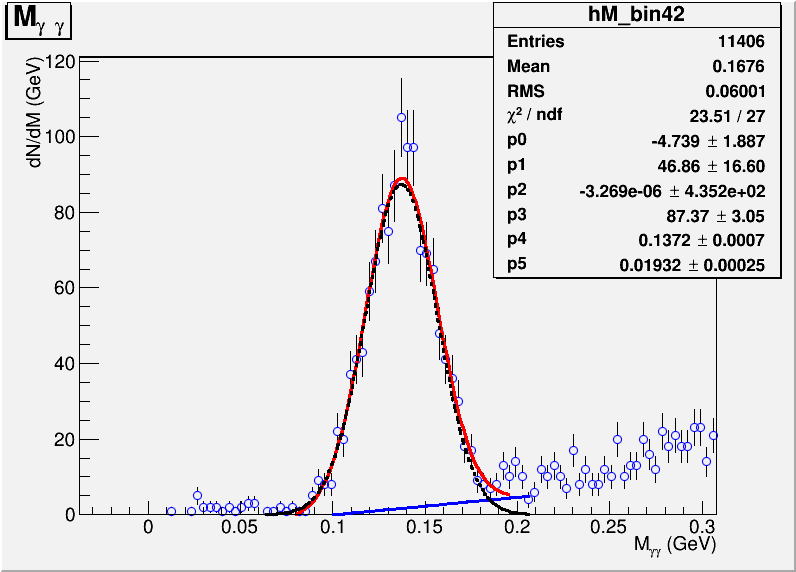 M γ γ
hM_bin42
Entries 11406
Mean 0.1676
RMS 0.06001
χ² / ndf 23.51 / 27
p0 -4.739 ± 1.887
p1 46.86 ± 16.60
p2 -3.269e-06 ± 4.352e+02
p3 87.37 ± 3.05
p4 0.1372 ± 0.0007
p5 0.01932 ± 0.00025
dN/dM (GeV)
120
100
80
60
40
20
0
0 0.05 0.1 0.15 0.2 0.25 0.3
Mγγ (GeV)